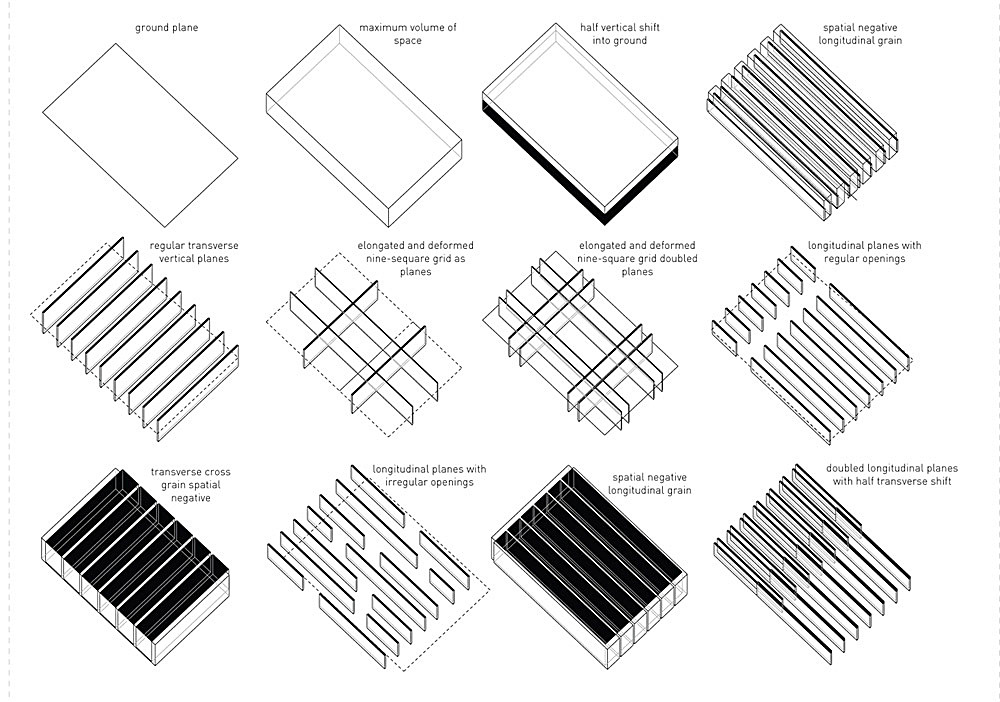 ground plane
maximum volume of
space
half vertical shift
into ground
spatial negative
longitudinal grain
regular transverse
vertical planes
elongated and deformed
nine-sequare grid as
planes
elongated and deformed
nine-square grid doubled
planes
longitudinal planes with
regular openings
transverse cross
grain spatial
negative
longitudinal planes with
irregular openings
spatial negative
longitudinal grain
doubled longitudinal planes
with half transverse shift